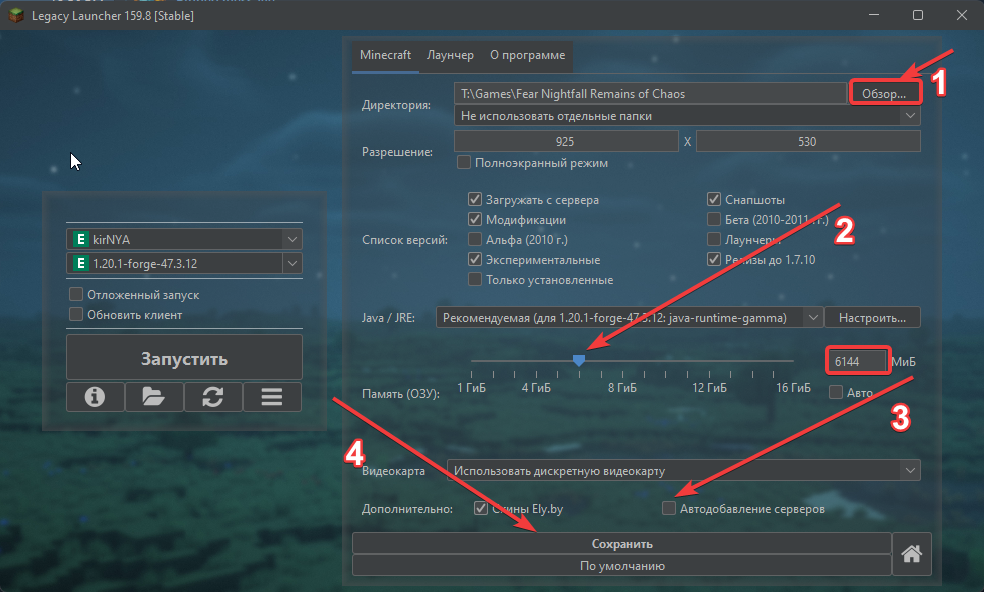 Legacy Launcher 159.8 [Stable]
Minecraft Лаунчер О программе
1
Директория: T:\Games\Fear Nightfall Remains of Chaos Обзор...
Не использовать отдельные папки
Разрешение: 925 X 530
Полноэкранный режим
Загружать с сервера Снапшоты
Модификации Бета (2010-2011 гг.)
2
Список версий: Альфа (2010 г.) Лаунчеры
Экспериментальные Релизы до 1.7.10
Только установленные
E kirNYA
E 1.20.1-forge-47.3.12
Отложенный запуск
Обновить клиент
Запустить
Java / JRE: Рекомендуемая (для 1.20.1-forge-47.3.12: java-runtime-gamma) Настроить...
6144 МиБ
1 ГиБ 4 ГиБ 8 ГиБ 12 ГиБ 16 ГиБ
Память (ОЗУ): Авто
3
4
Видеокарта Использовать дискретную видеокарту
Дополнительно: Скины Ely.by Автодобавление серверов
Сохранить
По умолчанию